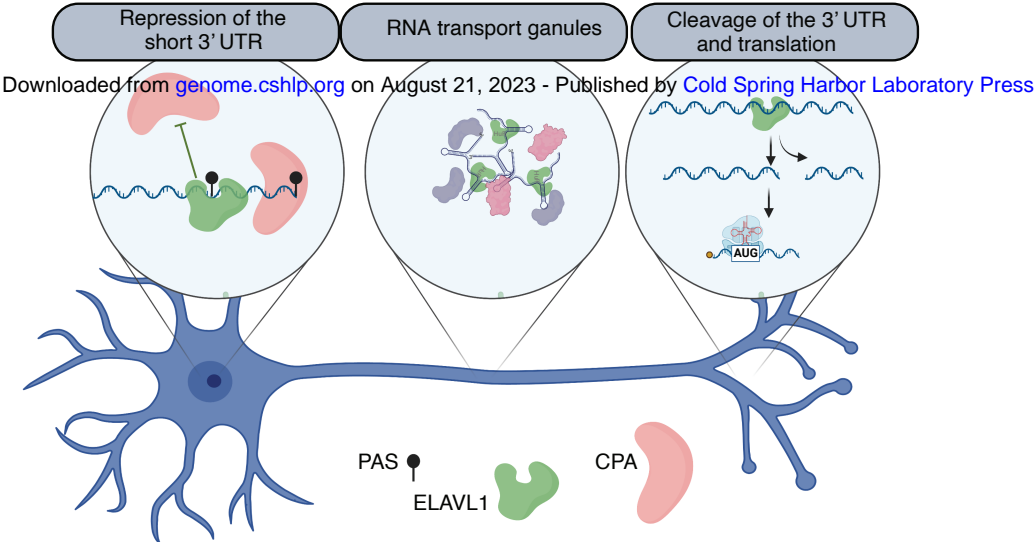 Repression of the
short 3’ UTR
RNA transport ganules
Cleavage of the 3’ UTR
and translation
Downloaded from genome.cshlp.org on August 21, 2023 - Published by Cold Spring Harbor Laboratory Press
AUG
PAS
ELAVL1
CPA